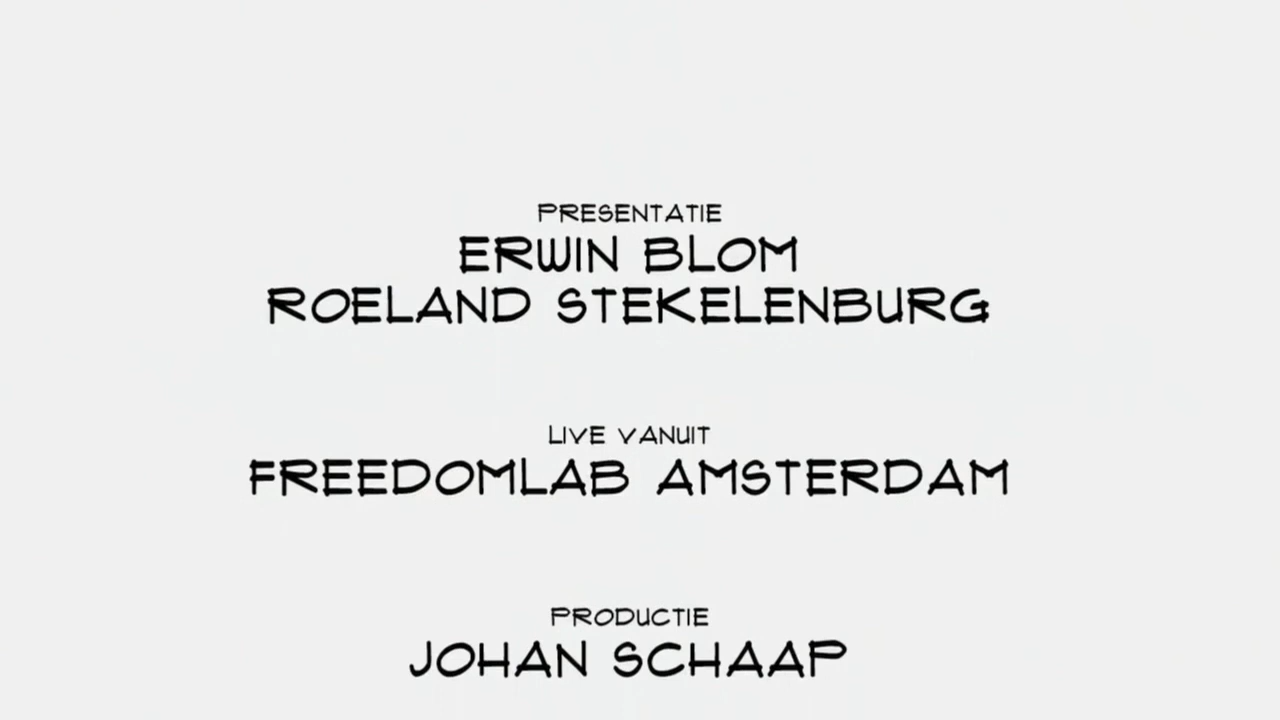 PRESENTATIE
ERWIN BLOM
ROELAND STEKELENBURG
LIVE VANUIT
FREEDOMLAB AMSTERDAM
PRODUCTIE
JOHAN SCHAAP